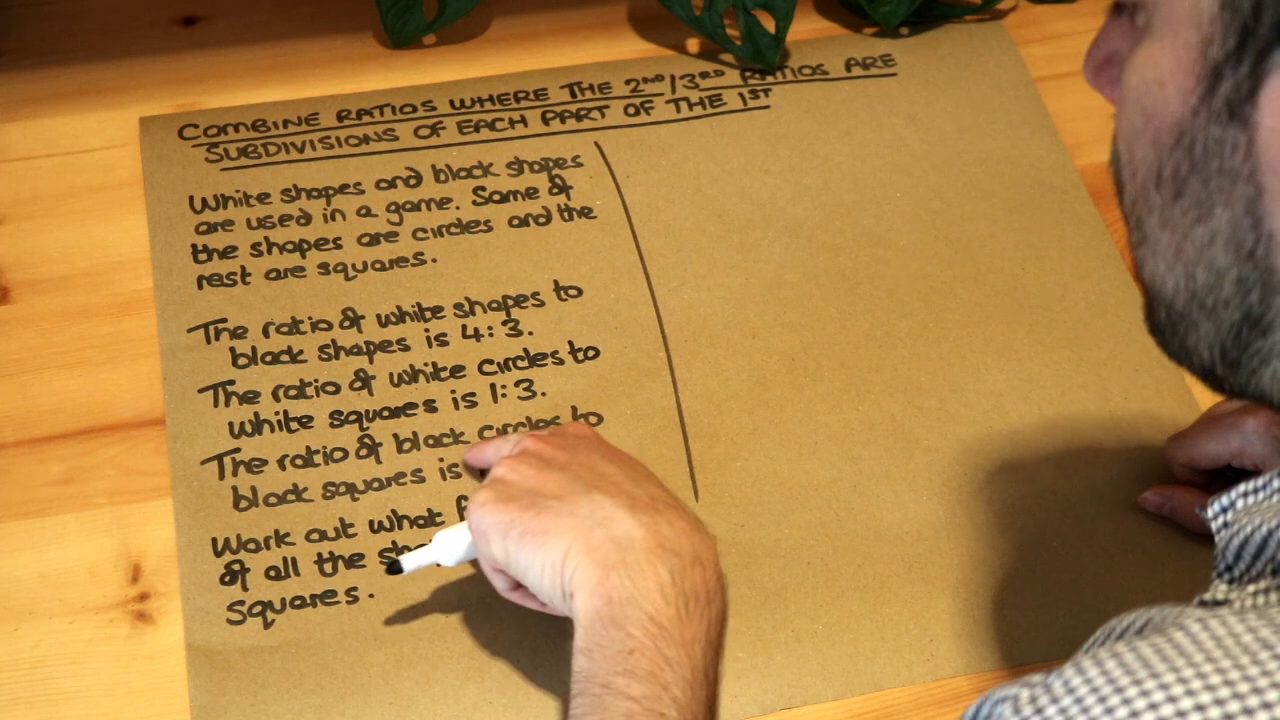 COMBINE RATIOS WHERE THE 2ND/3RD RATIOS ARE
SUBDIVISIONS OF EACH PART OF THE 1ST
White shapes and black shapes
are used in a game. Some of
the shapes are circles and the
rest are squares.
The ratio of white shapes to
black shapes is 4:3.
The ratio of white circles to
white squares is 1:3.
The ratio of black circles to
black squares is
Work out what
of all the
squares.